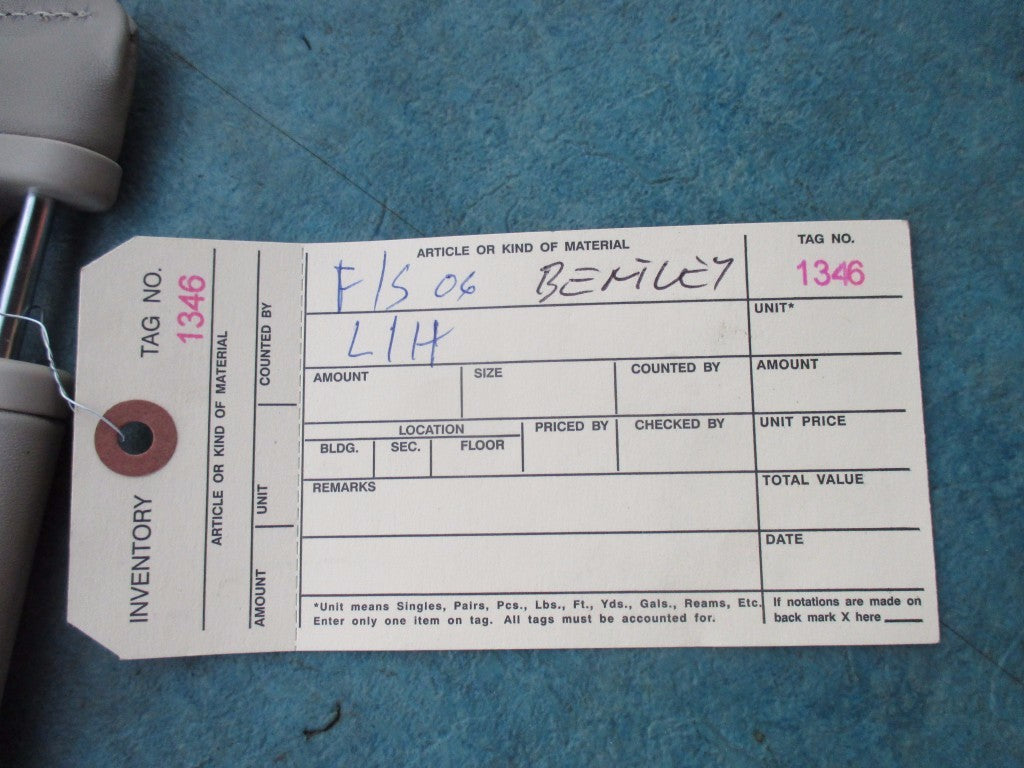 TAG NO.
1346
ARTICLE OR KIND OF MATERIAL
COUNTED BY
UNIT
AMOUNT
INVENTORY
ARTICLE OR KIND OF MATERIAL
F/S 06 BENTLEY
L/H
TAG NO.
1346
UNIT*
AMOUNT
SIZE
COUNTED BY
AMOUNT
LOCATION
BLDG.
SEC.
FLOOR
PRICED BY
CHECKED BY
UNIT PRICE
REMARKS
TOTAL VALUE
DATE
*Unit means Singles, Pairs, Pcs., Lbs., Ft., Yds., Gals., Reams, Etc.
Enter only one item on tag. All tags must be accounted for.
If notations are made on
back mark X here